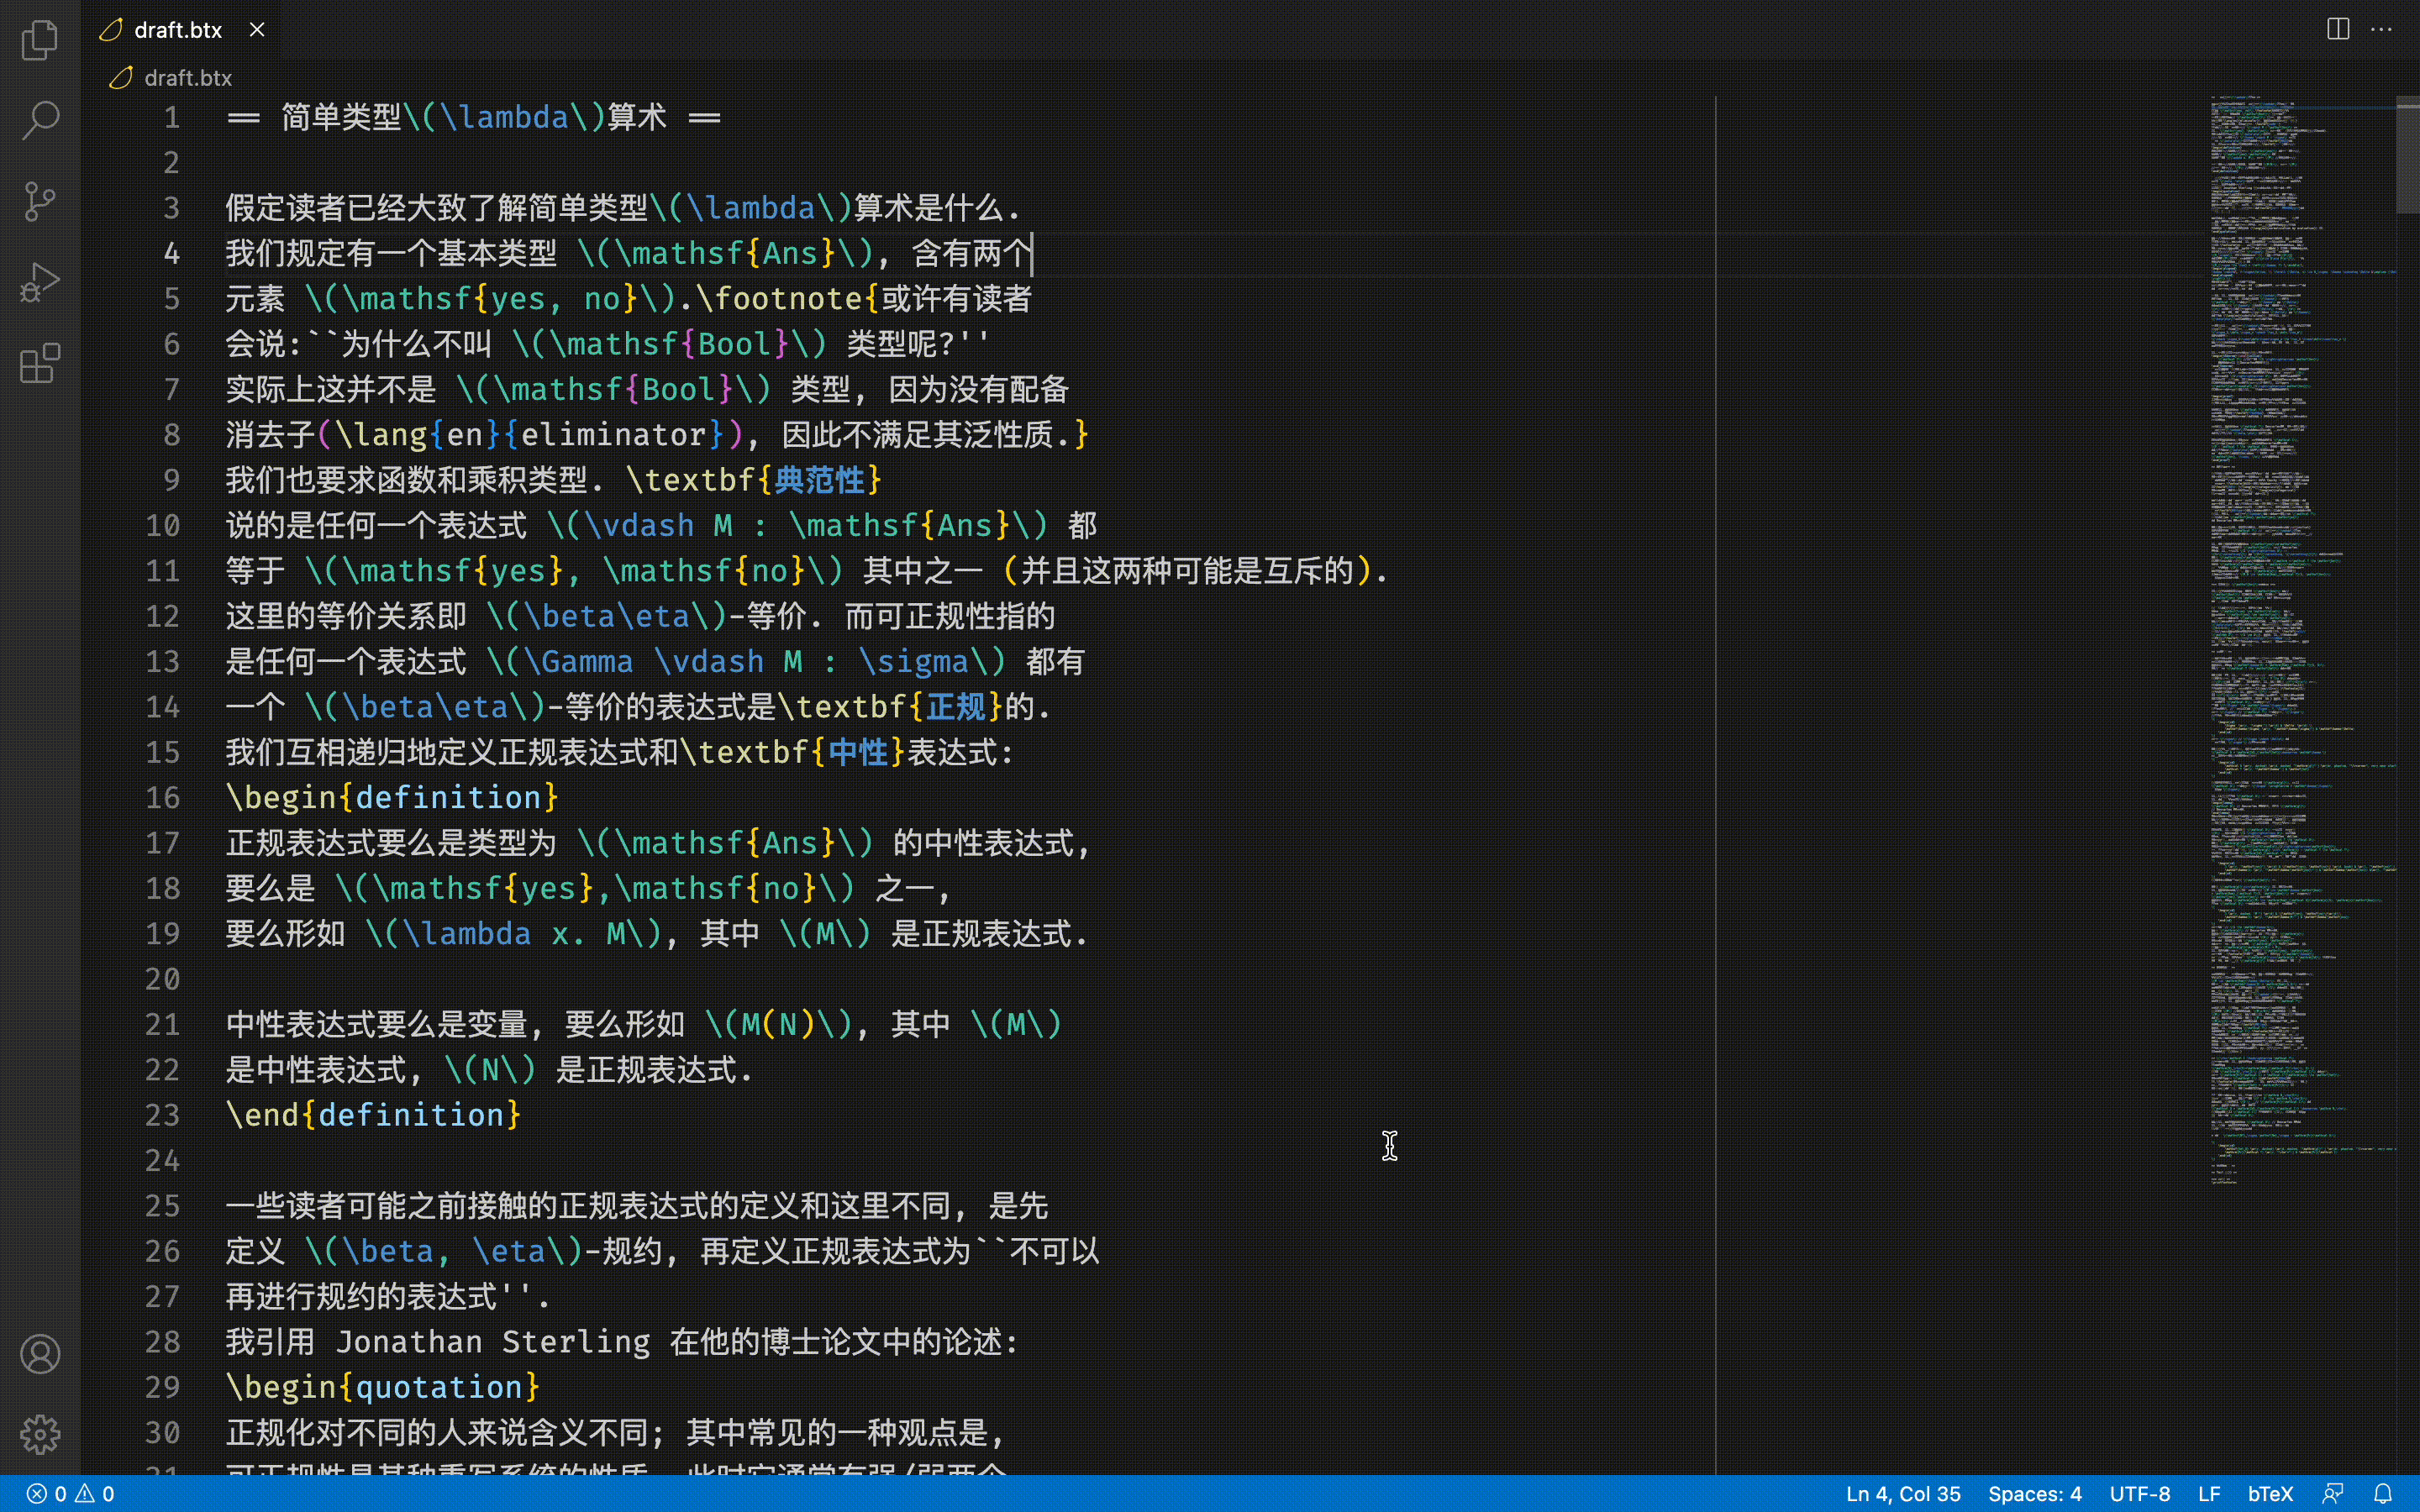 draft.btx
draft.btx
1 == 简单类型\(\lambda\)算术 ==
2
3 假定读者已经大致了解简单类型\(\lambda\)算术是什么.
4 我们规定有一个基本类型 \(\mathsf{Ans}\), 含有两个
5 元素 \(\mathsf{yes, no}\).\footnote{或许有读者
6 会说:``为什么不叫 \(\mathsf{Bool}\) 类型呢?''
7 实际上这并不是 \(\mathsf{Bool}\) 类型, 因为没有配备
8 消去子(\lang{en}{eliminator}), 因此不满足其泛性质.}
9 我们也要求函数和乘积类型. \textbf{典范性}
10 说的是任何一个表达式 \(\vdash M : \mathsf{Ans}\) 都
11 等于 \(\mathsf{yes}, \mathsf{no}\) 其中之一 (并且这两种可能是互斥的).
12 这里的等价关系即 \(\beta\eta\)-等价. 而可正规性指的
13 是任何一个表达式 \(\Gamma \vdash M : \sigma\) 都有
14 一个 \(\beta\eta\)-等价的表达式是\textbf{正规}的.
15 我们互相递归地定义正规表达式和\textbf{中性}表达式:
16 \begin{definition}
17 正规表达式要么是类型为 \(\mathsf{Ans}\) 的中性表达式,
18 要么是 \(\mathsf{yes},\mathsf{no}\) 之一,
19 要么形如 \(\lambda x. M\), 其中 \(M\) 是正规表达式.
20
21 中性表达式要么是变量, 要么形如 \(M(N)\), 其中 \(M\)
22 是中性表达式, \(N\) 是正规表达式.
23 \end{definition}
24
25 一些读者可能之前接触的正规表达式的定义和这里不同, 是先
26 定义 \(\beta, \eta\)-规约, 再定义正规表达式为``不可以
27 再进行规约的表达式''.
28 我引用 Jonathan Sterling 在他的博士论文中的论述:
29 \begin{quotation}
30 正规化对不同的人来说含义不同; 其中常见的一种观点是,
0 0 Ln 4, Col 35 Spaces: 4 UTF-8 LF bTeX